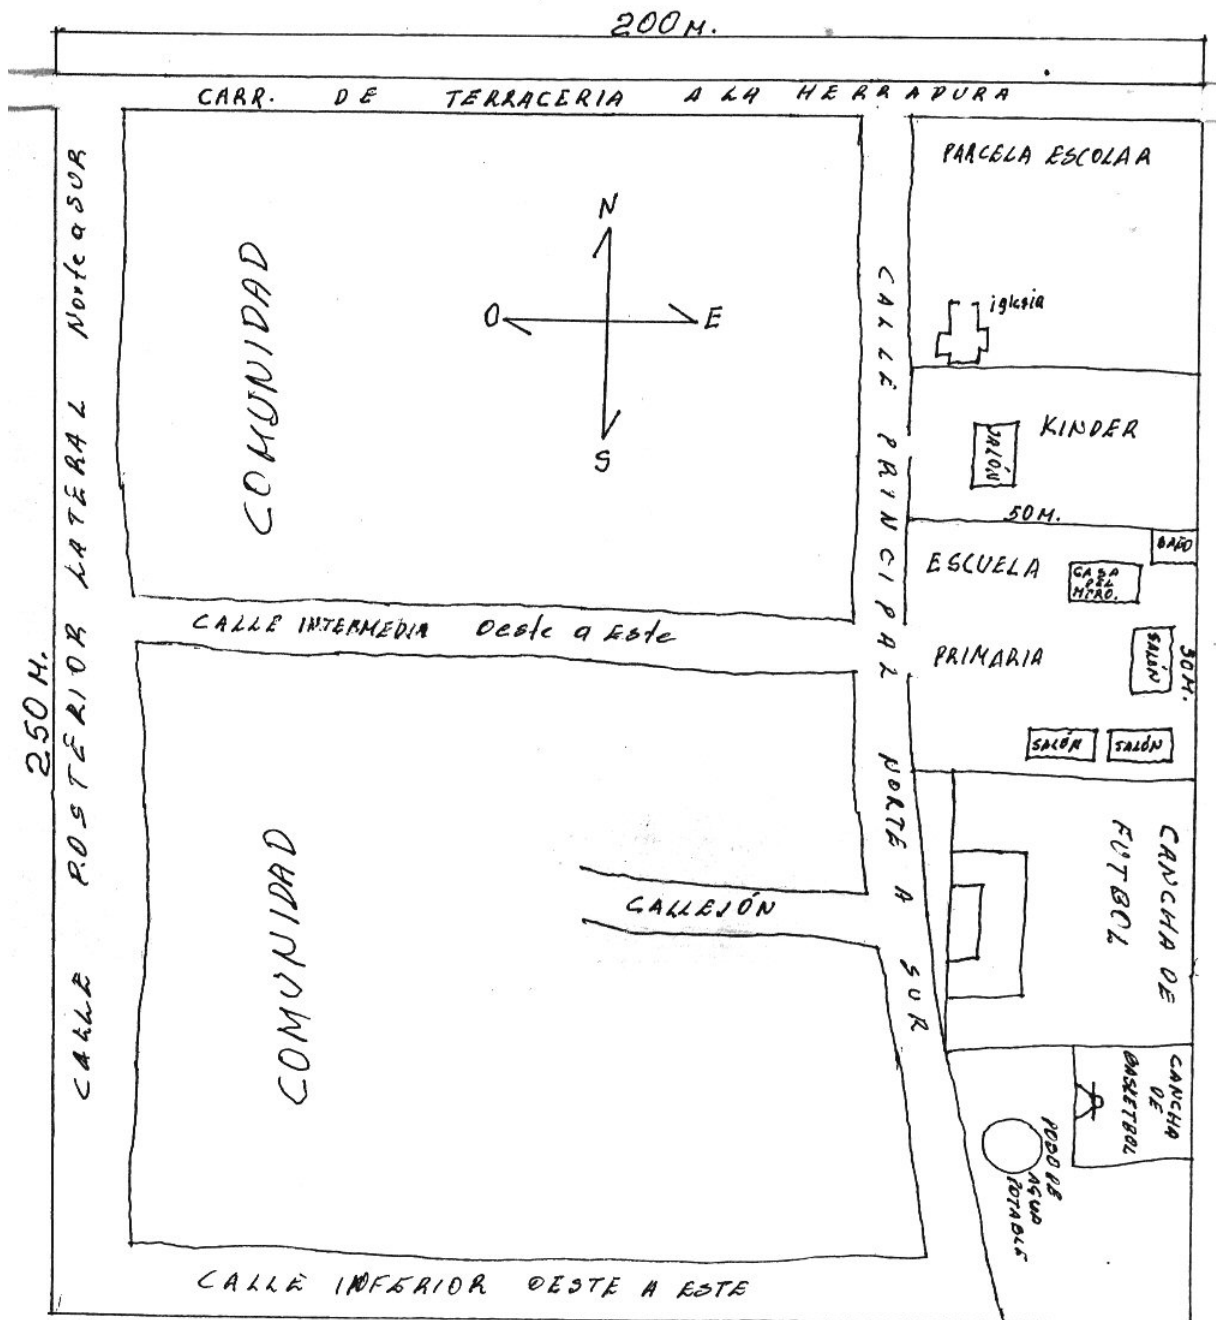 200 M.
CARR. DE TERRACERIA A LA HERRADURA
CALLE POSTERIOR LATERAL Norte a SUR
250 M.
COMUNIDAD
N
O
E
S
CALLE PRINCIPAL NORTE A SUR
PARCELA ESCOLAR
iglesia
KINDER
SALÓN
50 M.
ESCUELA
PRIMARIA
BAÑO
CASA
DEL
MTRO.
SALÓN
30 M.
SALÓN
SALÓN
CALLE INTERMEDIA Oeste a Este
COMUNIDAD
CALLEJÓN
CANCHA DE
FUTBOL
CANCHA
DE
BASKETBOL
POZO DE
AGUA
POTABLE
CALLE INFERIOR OESTE A ESTE